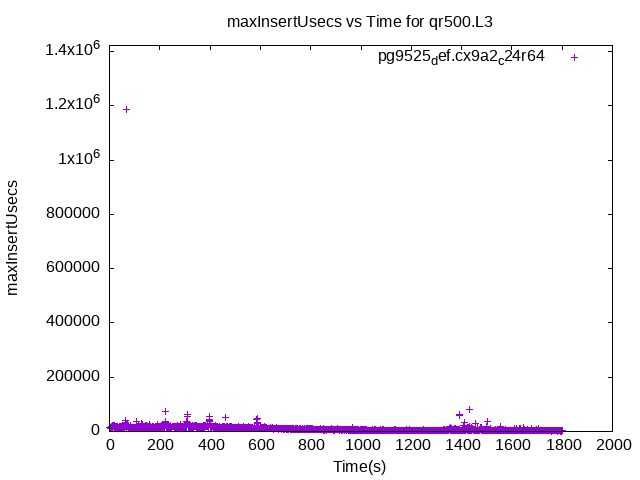 maxInsertUsecs vs Time for qr500.L3
pg9525_def.cx9a2_c24r64
1.4x10^6
1.2x10^6
1x10^6
800000
600000
400000
200000
0
maxInsertUsecs
0 200 400 600 800 1000 1200 1400 1600 1800 2000
Time(s)